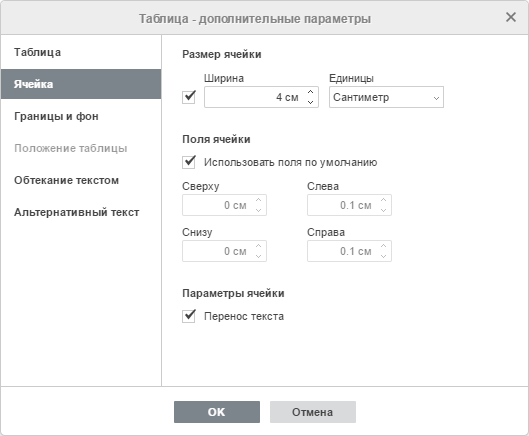 Таблица - дополнительные параметры
Таблица
Ячейка
Границы и фон
Положение таблицы
Обтекание текстом
Альтернативный текст
Размер ячейки
Ширина Единицы
4 см Сантиметр
Поля ячейки
Использовать поля по умолчанию
Сверху Слева
0 см 0.1 см
Снизу Справа
0 см 0.1 см
Параметры ячейки
Перенос текста
OK Отмена